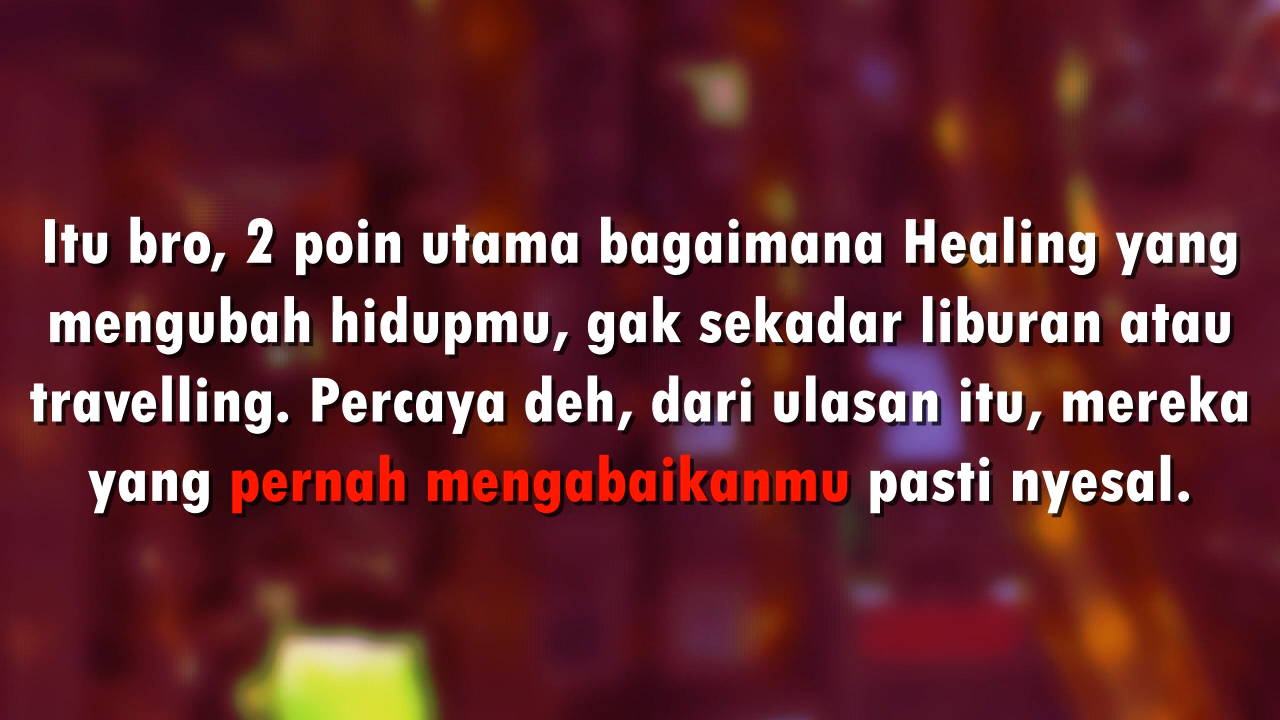 Itu bro, 2 poin utama bagaimana Healing yang
mengubah hidupmu, gak sekadar liburan atau
travelling. Percaya deh, dari ulasan itu, mereka
yang pernah mengabaikanmu pasti nyesal.